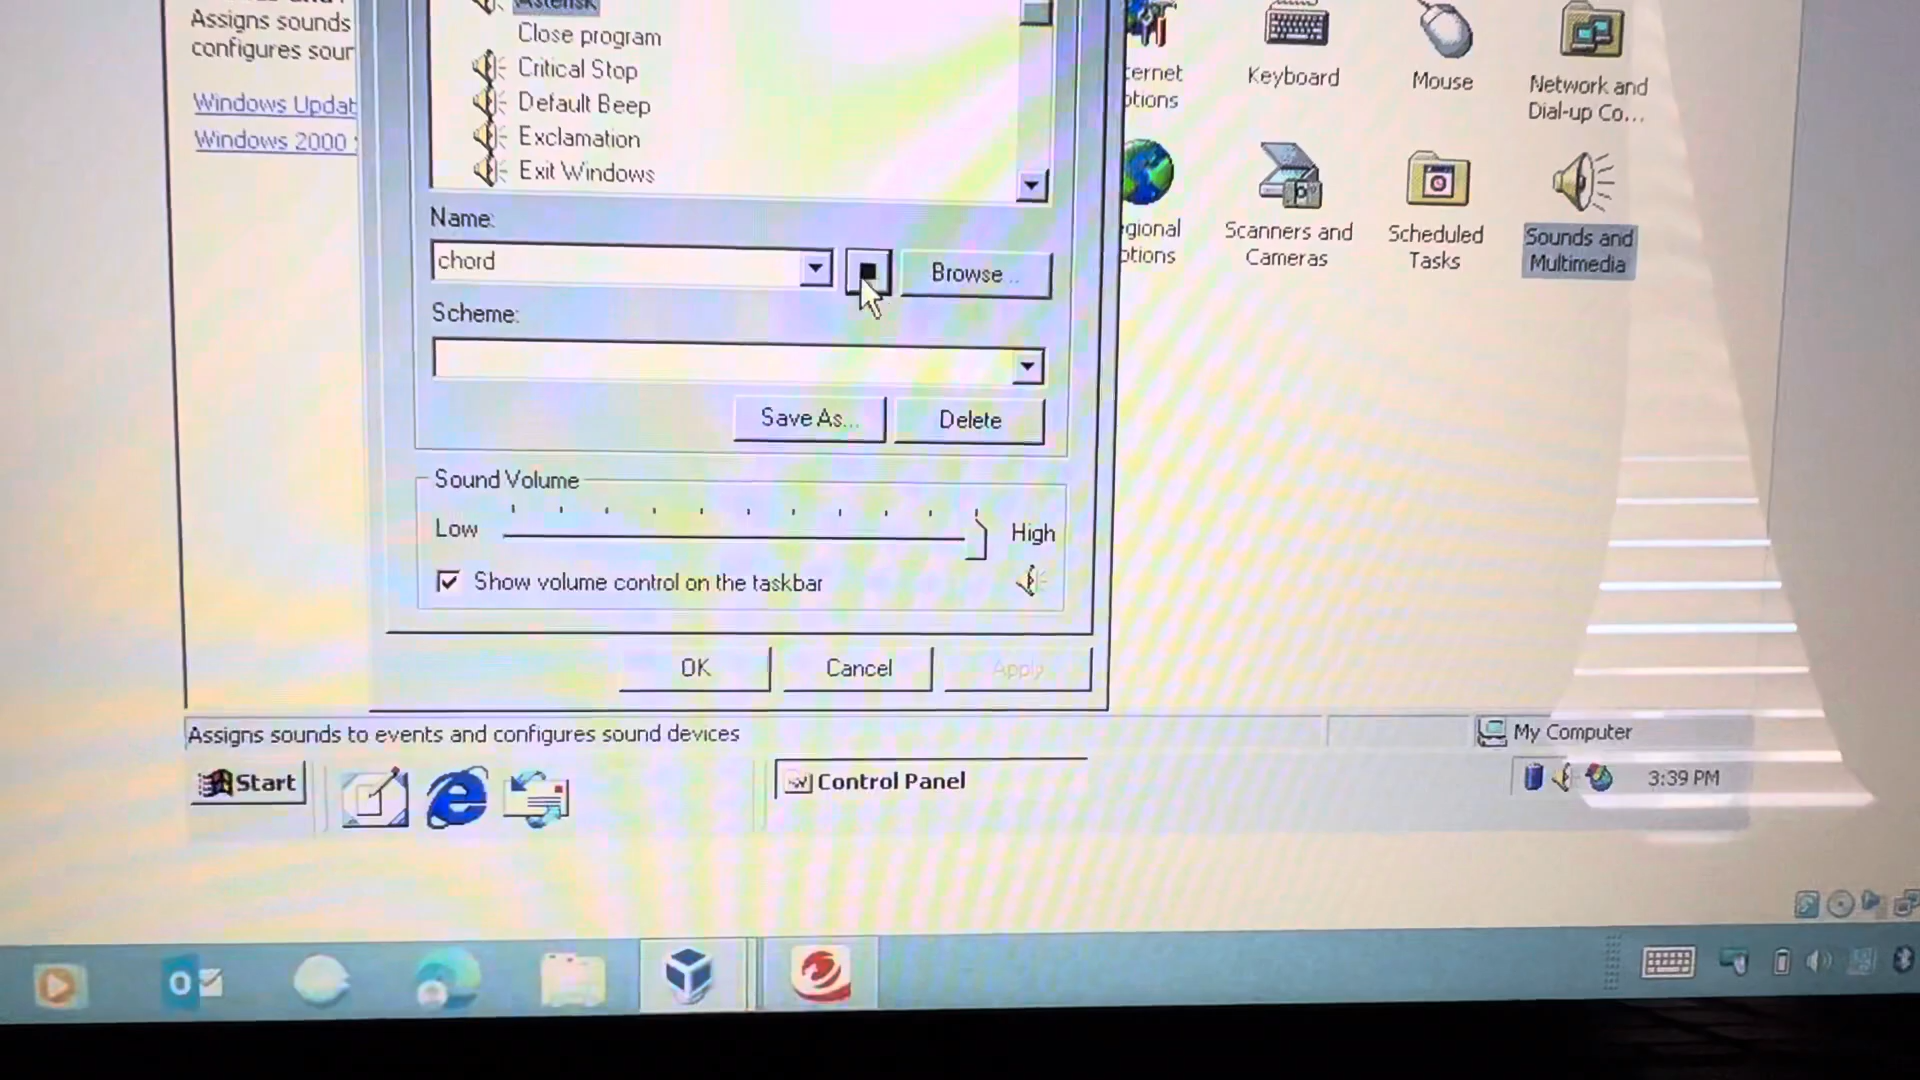 Assigns sounds
configures sour
Windows Updat
Windows 2000
Asterisk
Close program
Critical Stop
Default Beep
Exclamation
Exit Windows
Name:
chord
Browse...
Scheme:
Save As...
Delete
Sound Volume
Low
High
Show volume control on the taskbar
OK
Cancel
Apply
ternet
ptions
Keyboard
Mouse
Network and
Dial-up Co...
gional
ptions
Scanners and
Cameras
Scheduled
Tasks
Sounds and
Multimedia
Assigns sounds to events and configures sound devices
My Computer
Start
Control Panel
3:39 PM